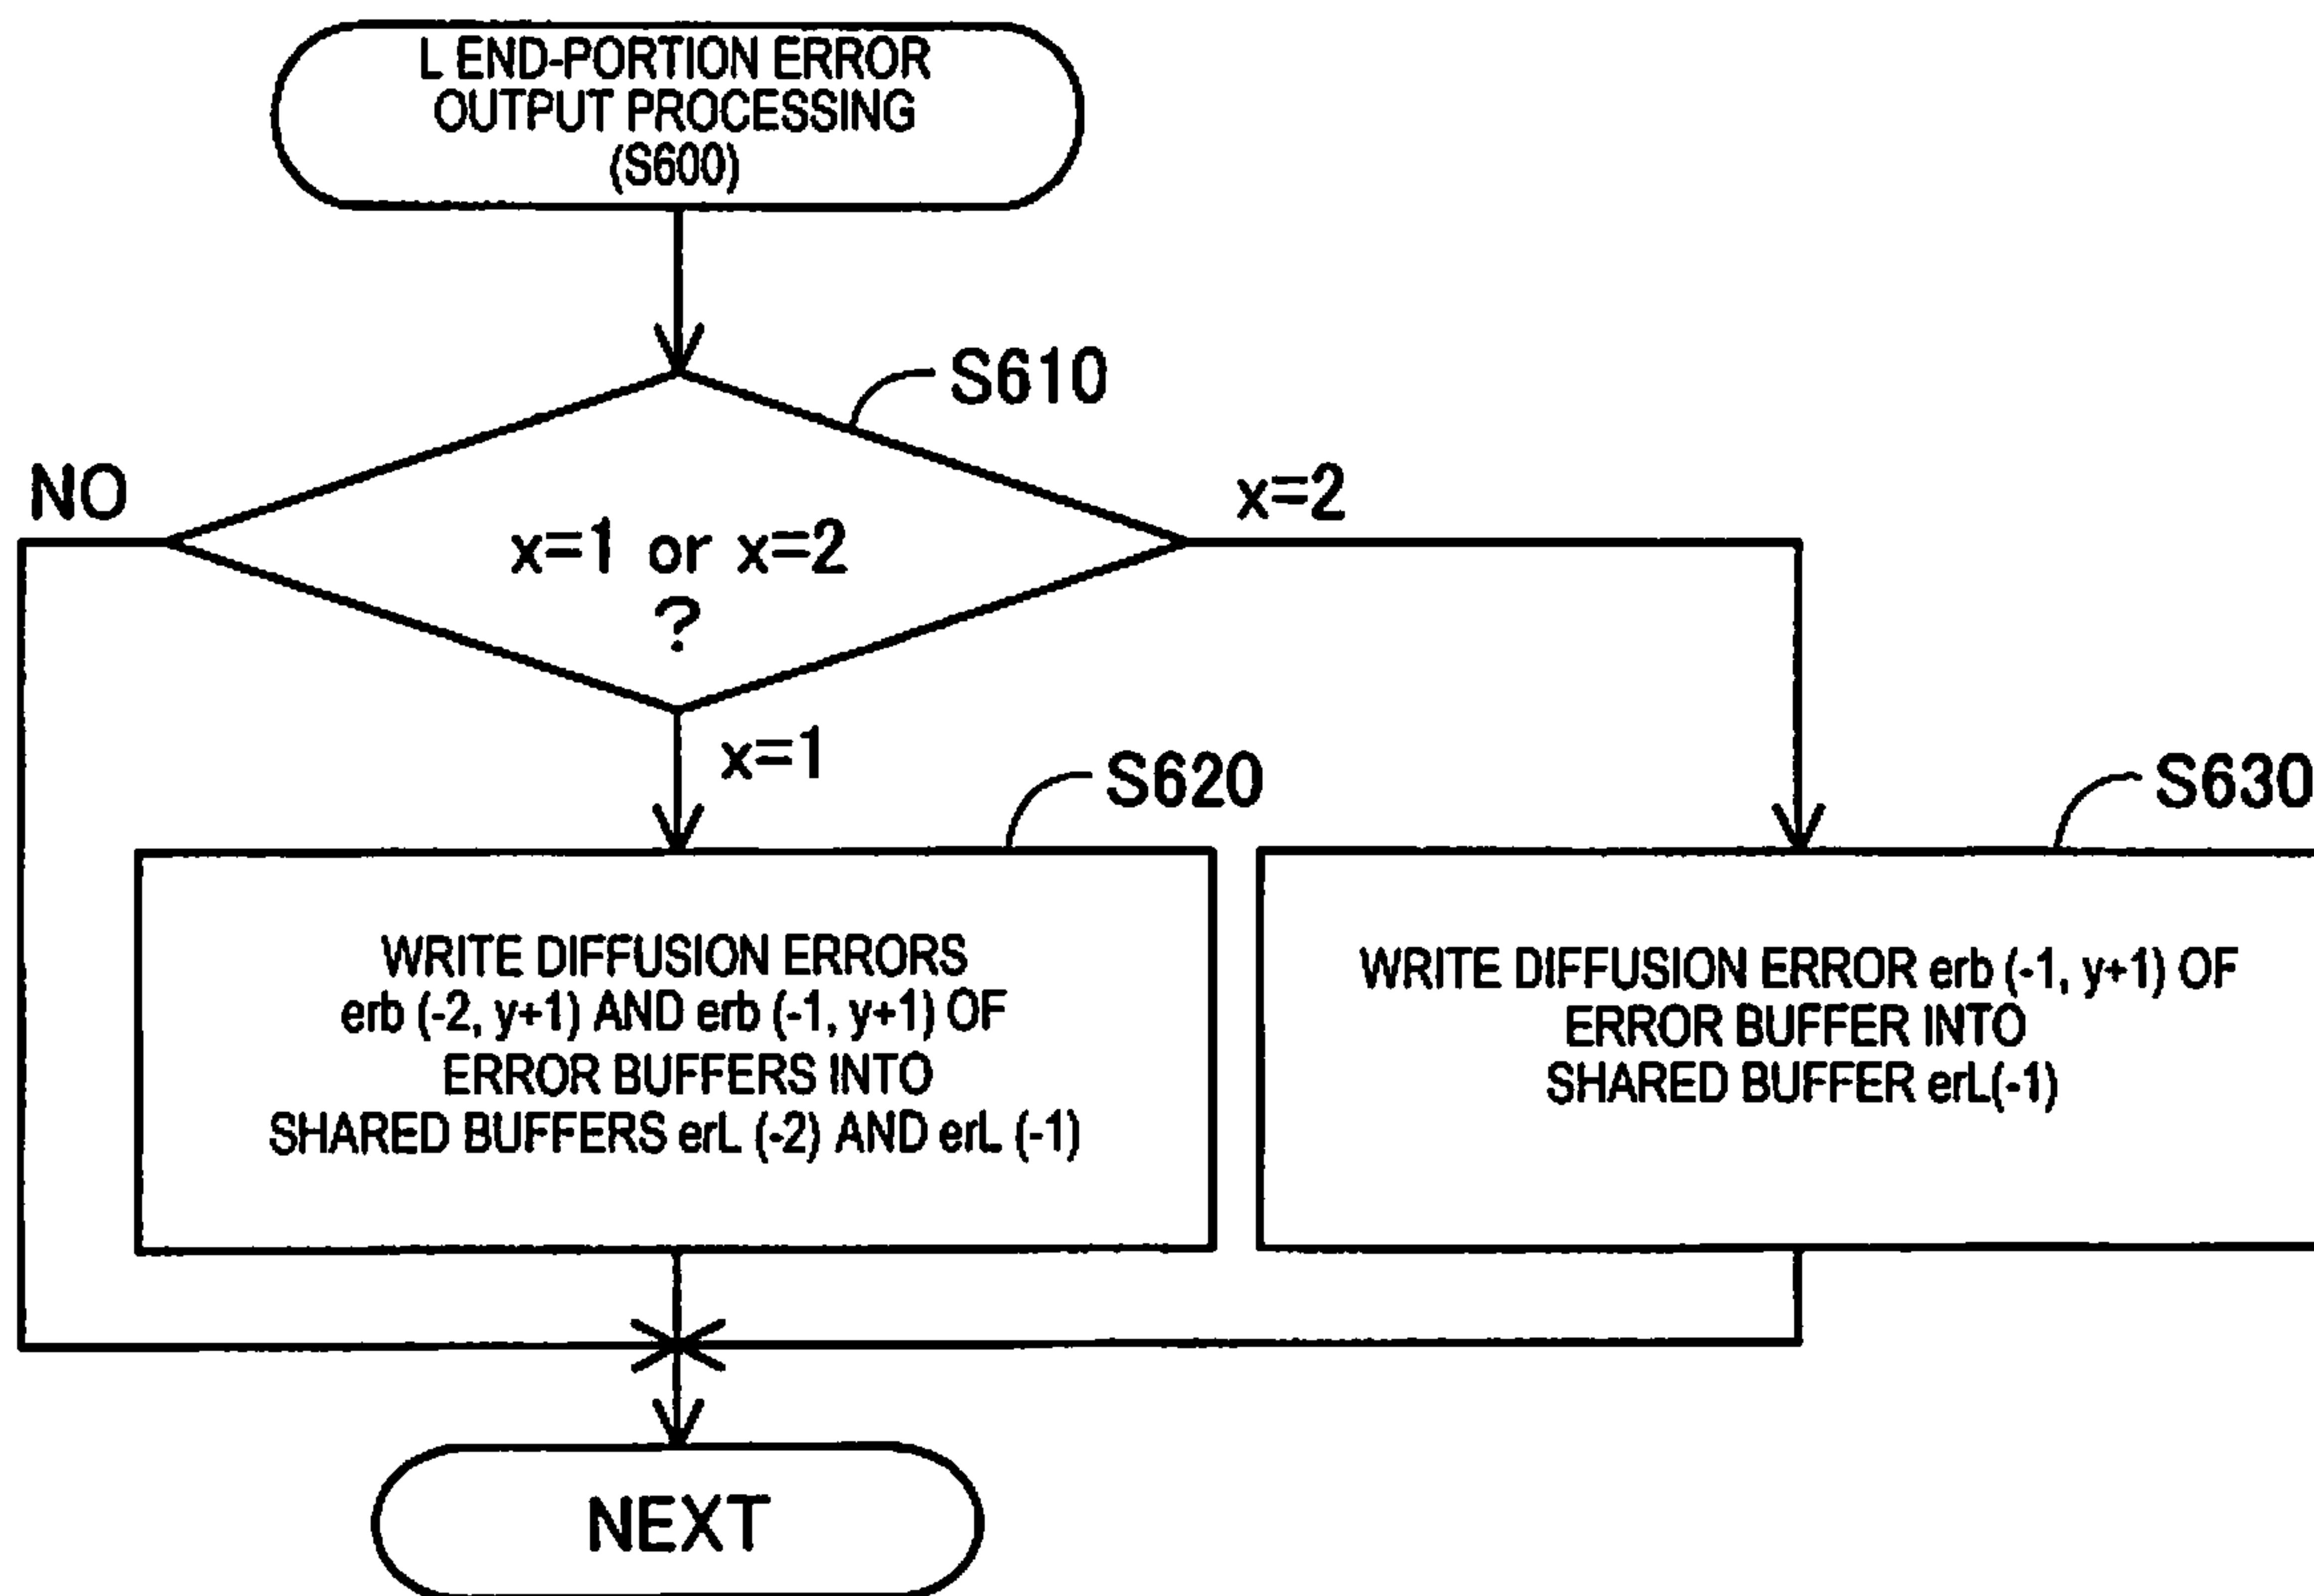 L END-PORTION ERROR
OUTPUT PROCESSING
(S600)
S610
NO
x=2
x=1 or x=2
?
x=1
S620
S630
WRITE DIFFUSION ERRORS
erb (-2, y+1) AND erb (-1, y+1) OF
ERROR BUFFERS INTO
SHARED BUFFERS erL (-2) AND erL (-1)
WRITE DIFFUSION ERROR erb (-1, y+1) OF
ERROR BUFFER INTO
SHARED BUFFER erL(-1)
NEXT